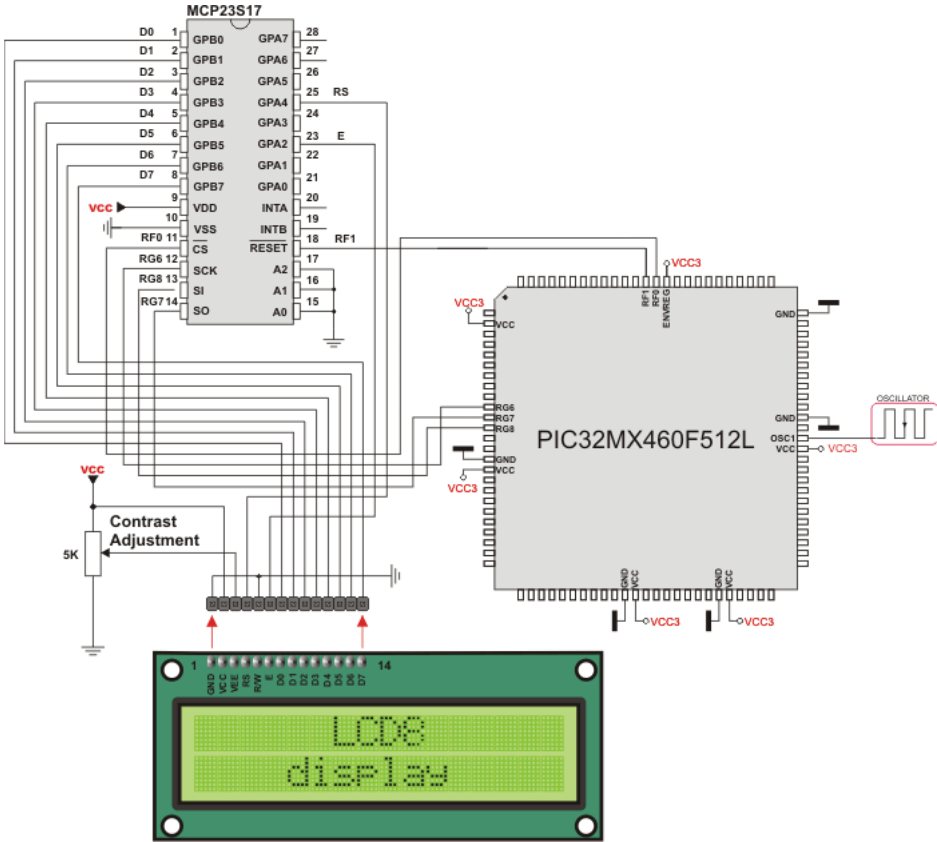 MCP23S17
D0 1 GPB0 GPA7 28
D1 2 GPB1 GPA6 27
D2 3 GPB2 GPA5 26
D3 4 GPB3 GPA4 25 RS
D4 5 GPB4 GPA3 24
D5 6 GPB5 GPA2 23 E
D6 7 GPB6 GPA1 22
D7 8 GPB7 GPA0 21
vcc 9 VDD INTA 20
10 VSS INTB 19
RF0 11 CS RESET 18 RF1
RG6 12 SCK A2 17
RG8 13 SI A1 16
RG7 14 SO A0 15
VCC3
RF1
RF0
ENVREG
VCC3
VCC
GND
OSCILLATOR
RG6
RG7
RG8
GND
OSC1
VCC VCC3
PIC32MX460F512L
GND
VCC
VCC3
vcc
Contrast
Adjustment
5K
GND
VCC
VCC3
GND
VCC
VCC3
1 14
GND
VCC
VEE
RS
R/W
E
D0
D1
D2
D3
D4
D5
D6
D7
LCD8
display